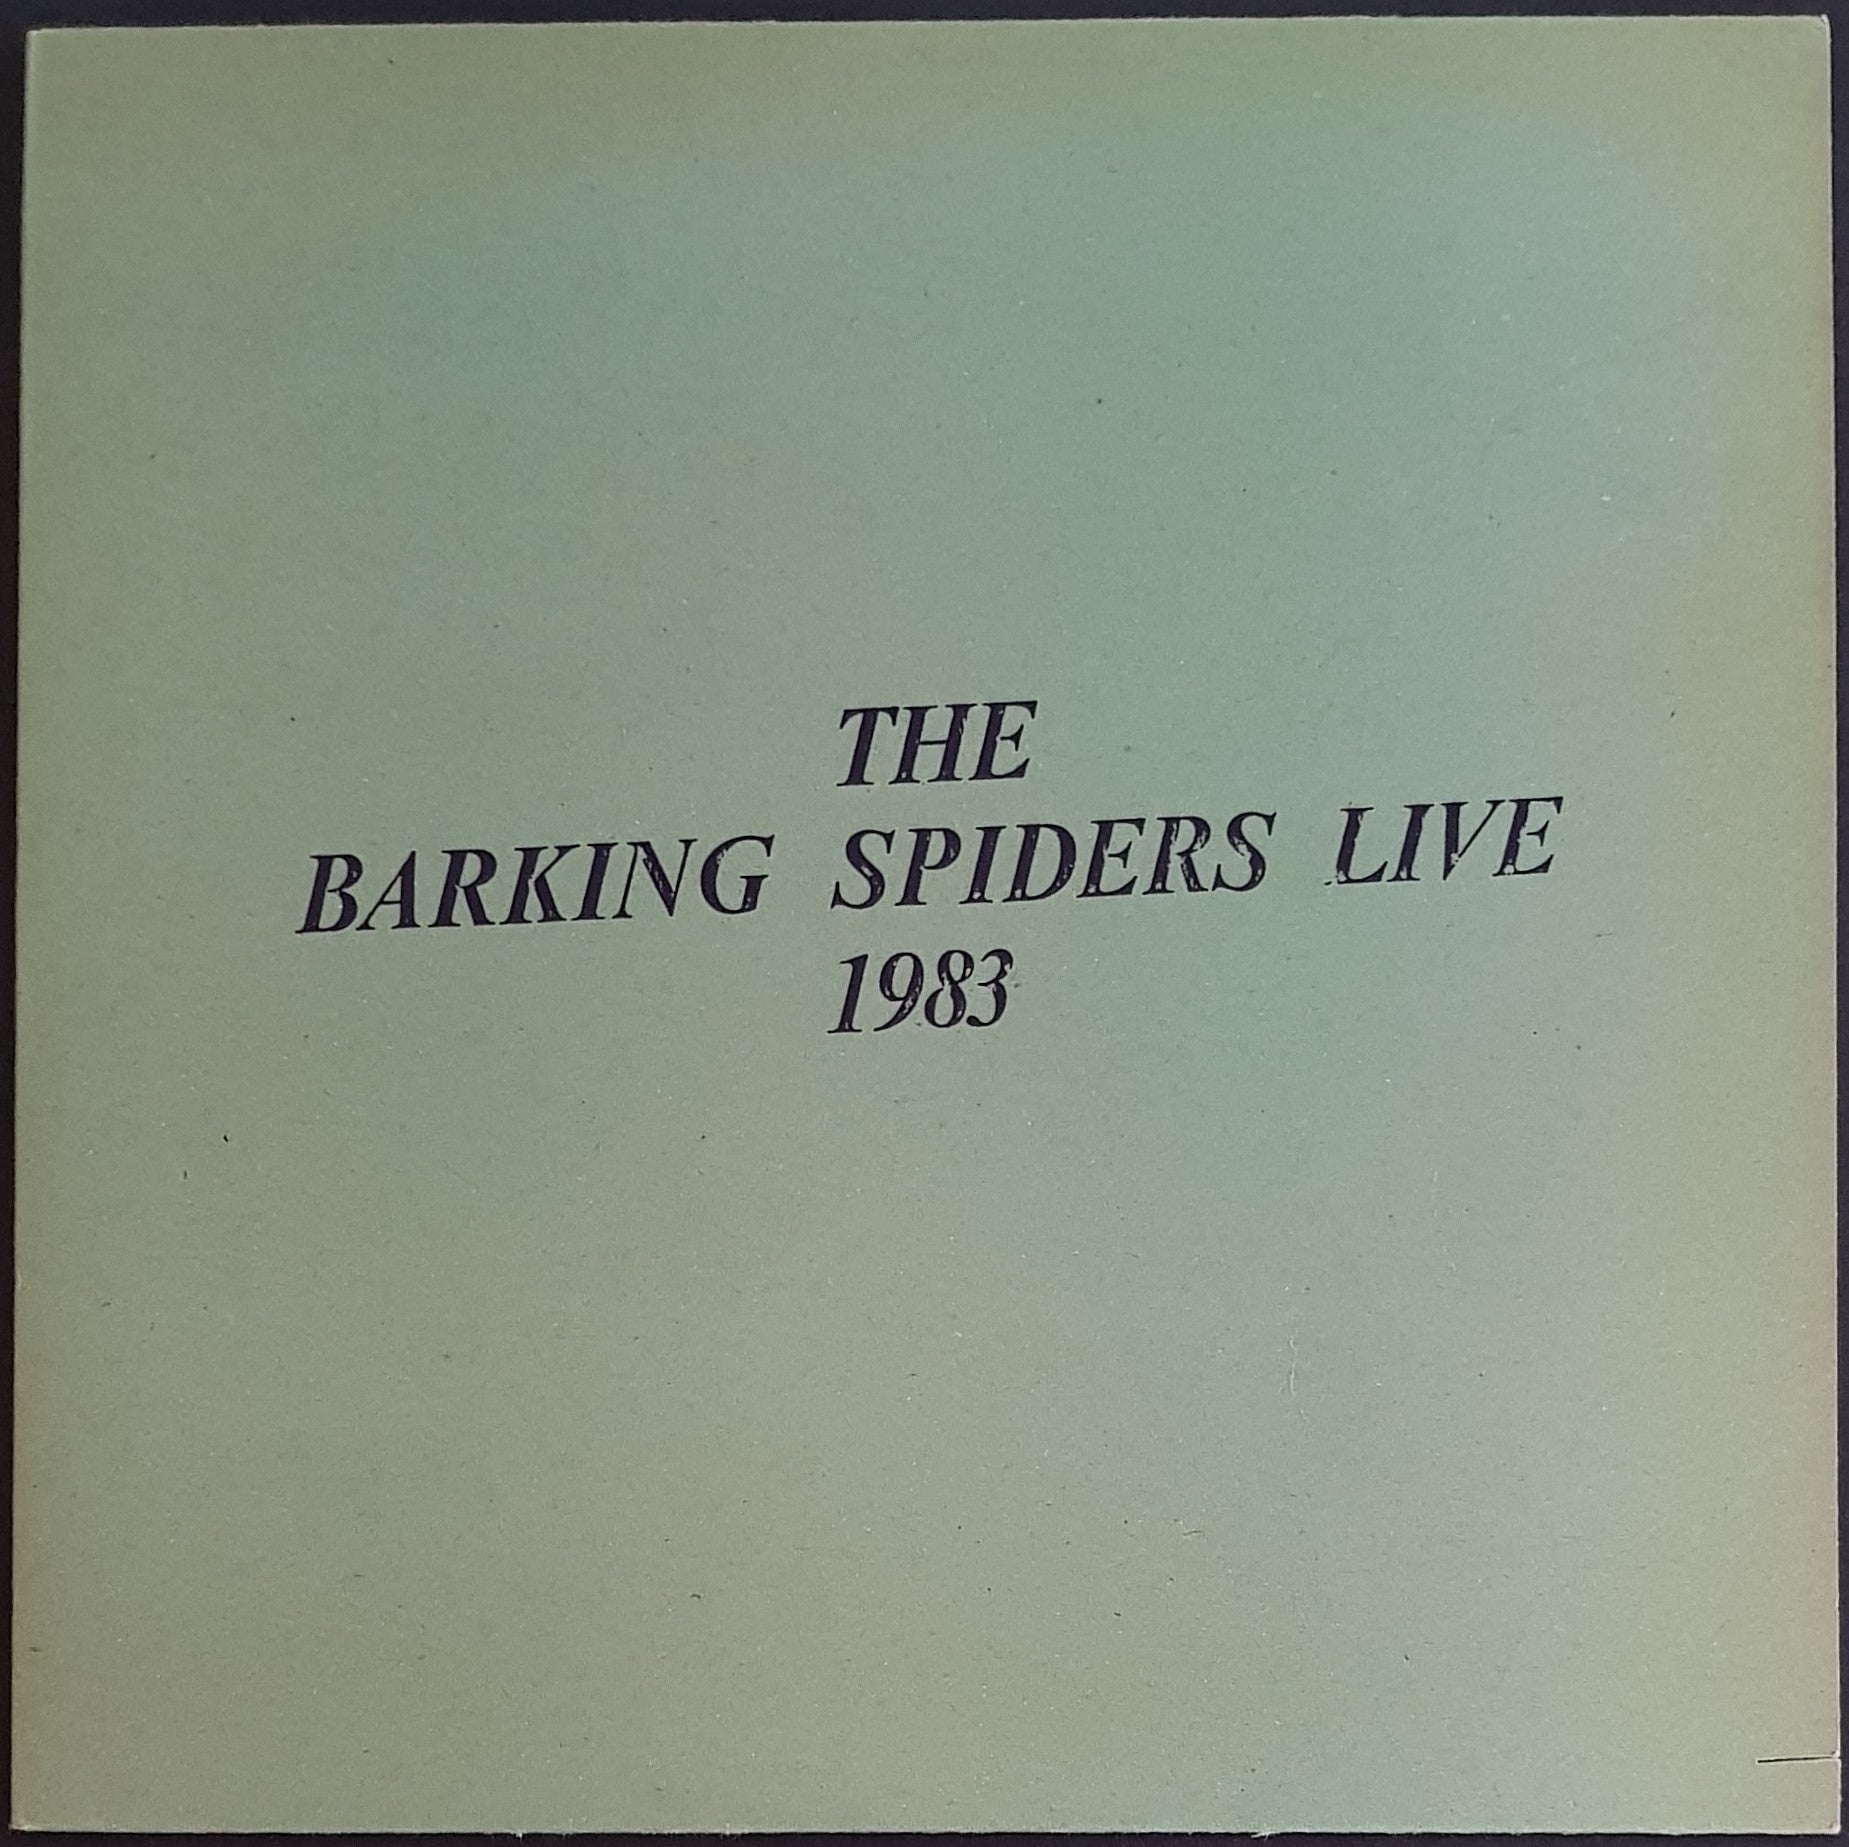 THE
BARKING SPIDERS LIVE
1983